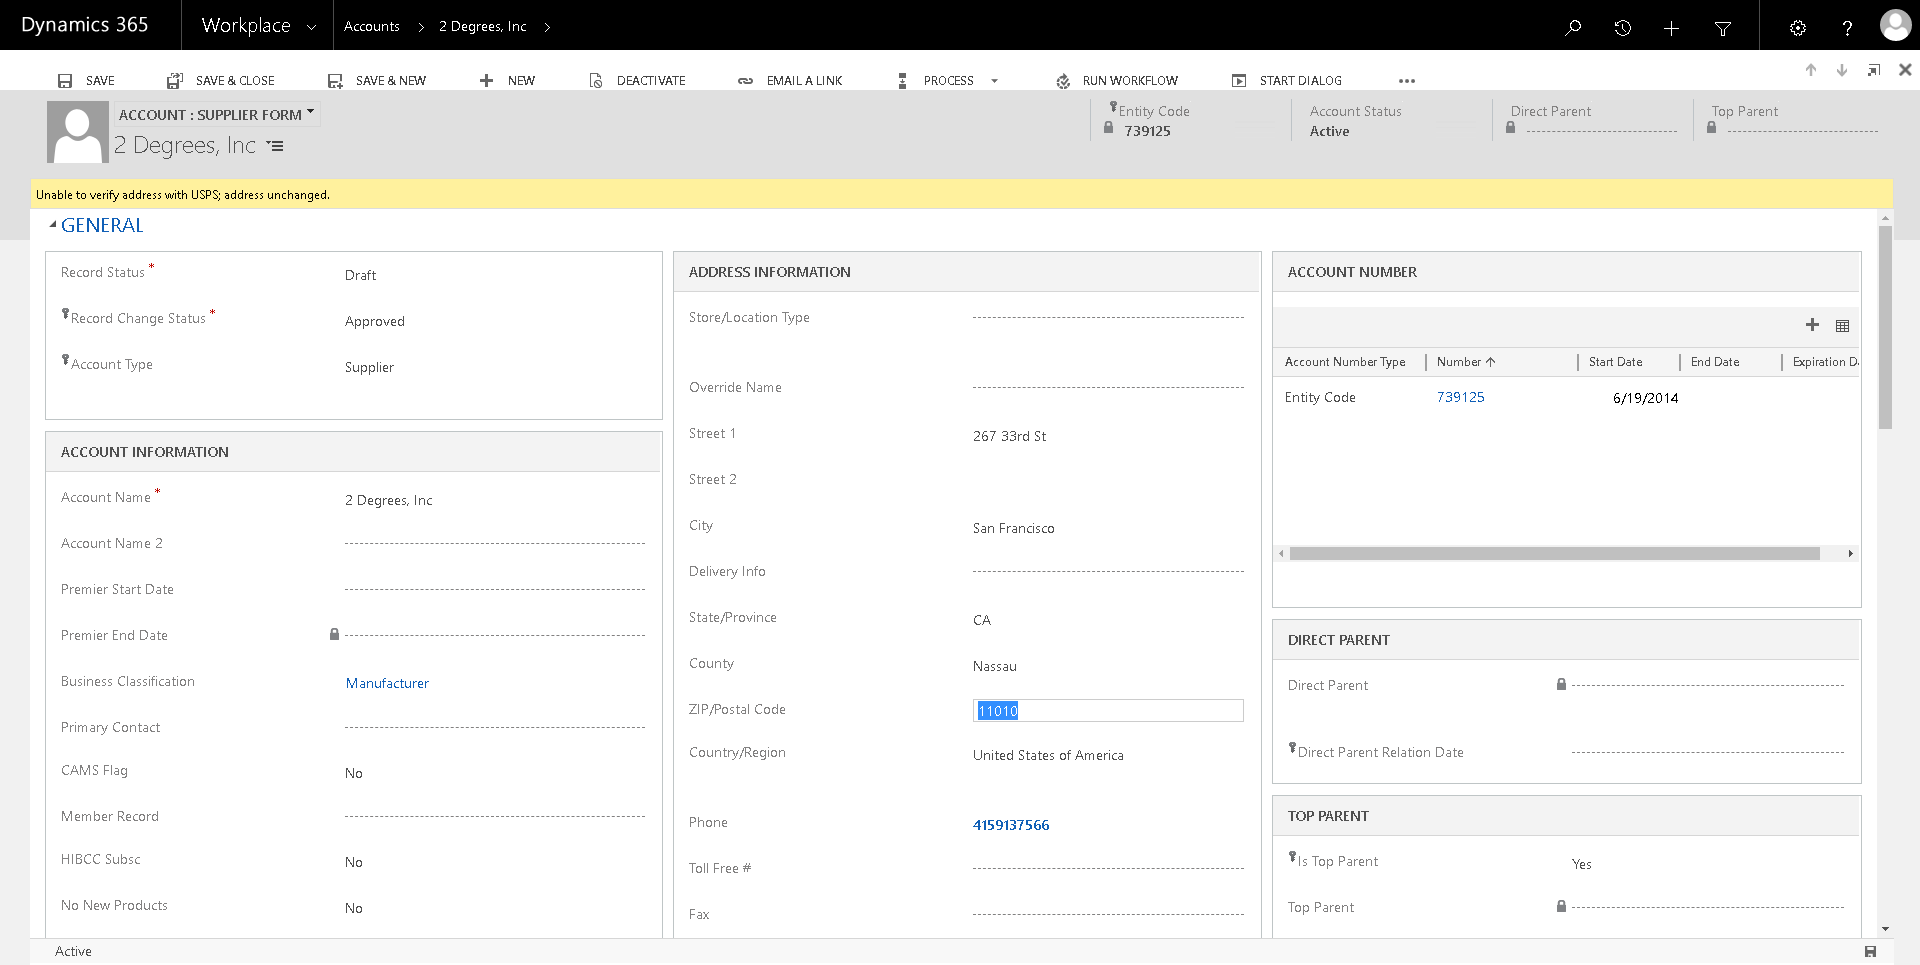 Dynamics 365
Workplace
Accounts
2 Degrees, Inc
SAVE
SAVE & CLOSE
SAVE & NEW
NEW
DEACTIVATE
EMAIL A LINK
PROCESS
RUN WORKFLOW
START DIALOG
ACCOUNT : SUPPLIER FORM
2 Degrees, Inc
Entity Code
739125
Account Status
Active
Direct Parent
Top Parent
Unable to verify address with USPS; address unchanged.
GENERAL
Record Status * Draft
Record Change Status * Approved
Account Type Supplier
ACCOUNT INFORMATION
Account Name * 2 Degrees, Inc
Account Name 2
Premier Start Date
Premier End Date
Business Classification Manufacturer
Primary Contact
CAMS Flag No
Member Record
HIBCC Subsc No
No New Products No
ADDRESS INFORMATION
Store/Location Type
Override Name
Street 1 267 33rd St
Street 2
City San Francisco
Delivery Info
State/Province CA
County Nassau
ZIP/Postal Code 11010
Country/Region United States of America
Phone 4159137566
Toll Free #
Fax
ACCOUNT NUMBER
Account Number Type Number Start Date End Date Expiration D
Entity Code 739125 6/19/2014
DIRECT PARENT
Direct Parent
Direct Parent Relation Date
TOP PARENT
Is Top Parent Yes
Top Parent
Active